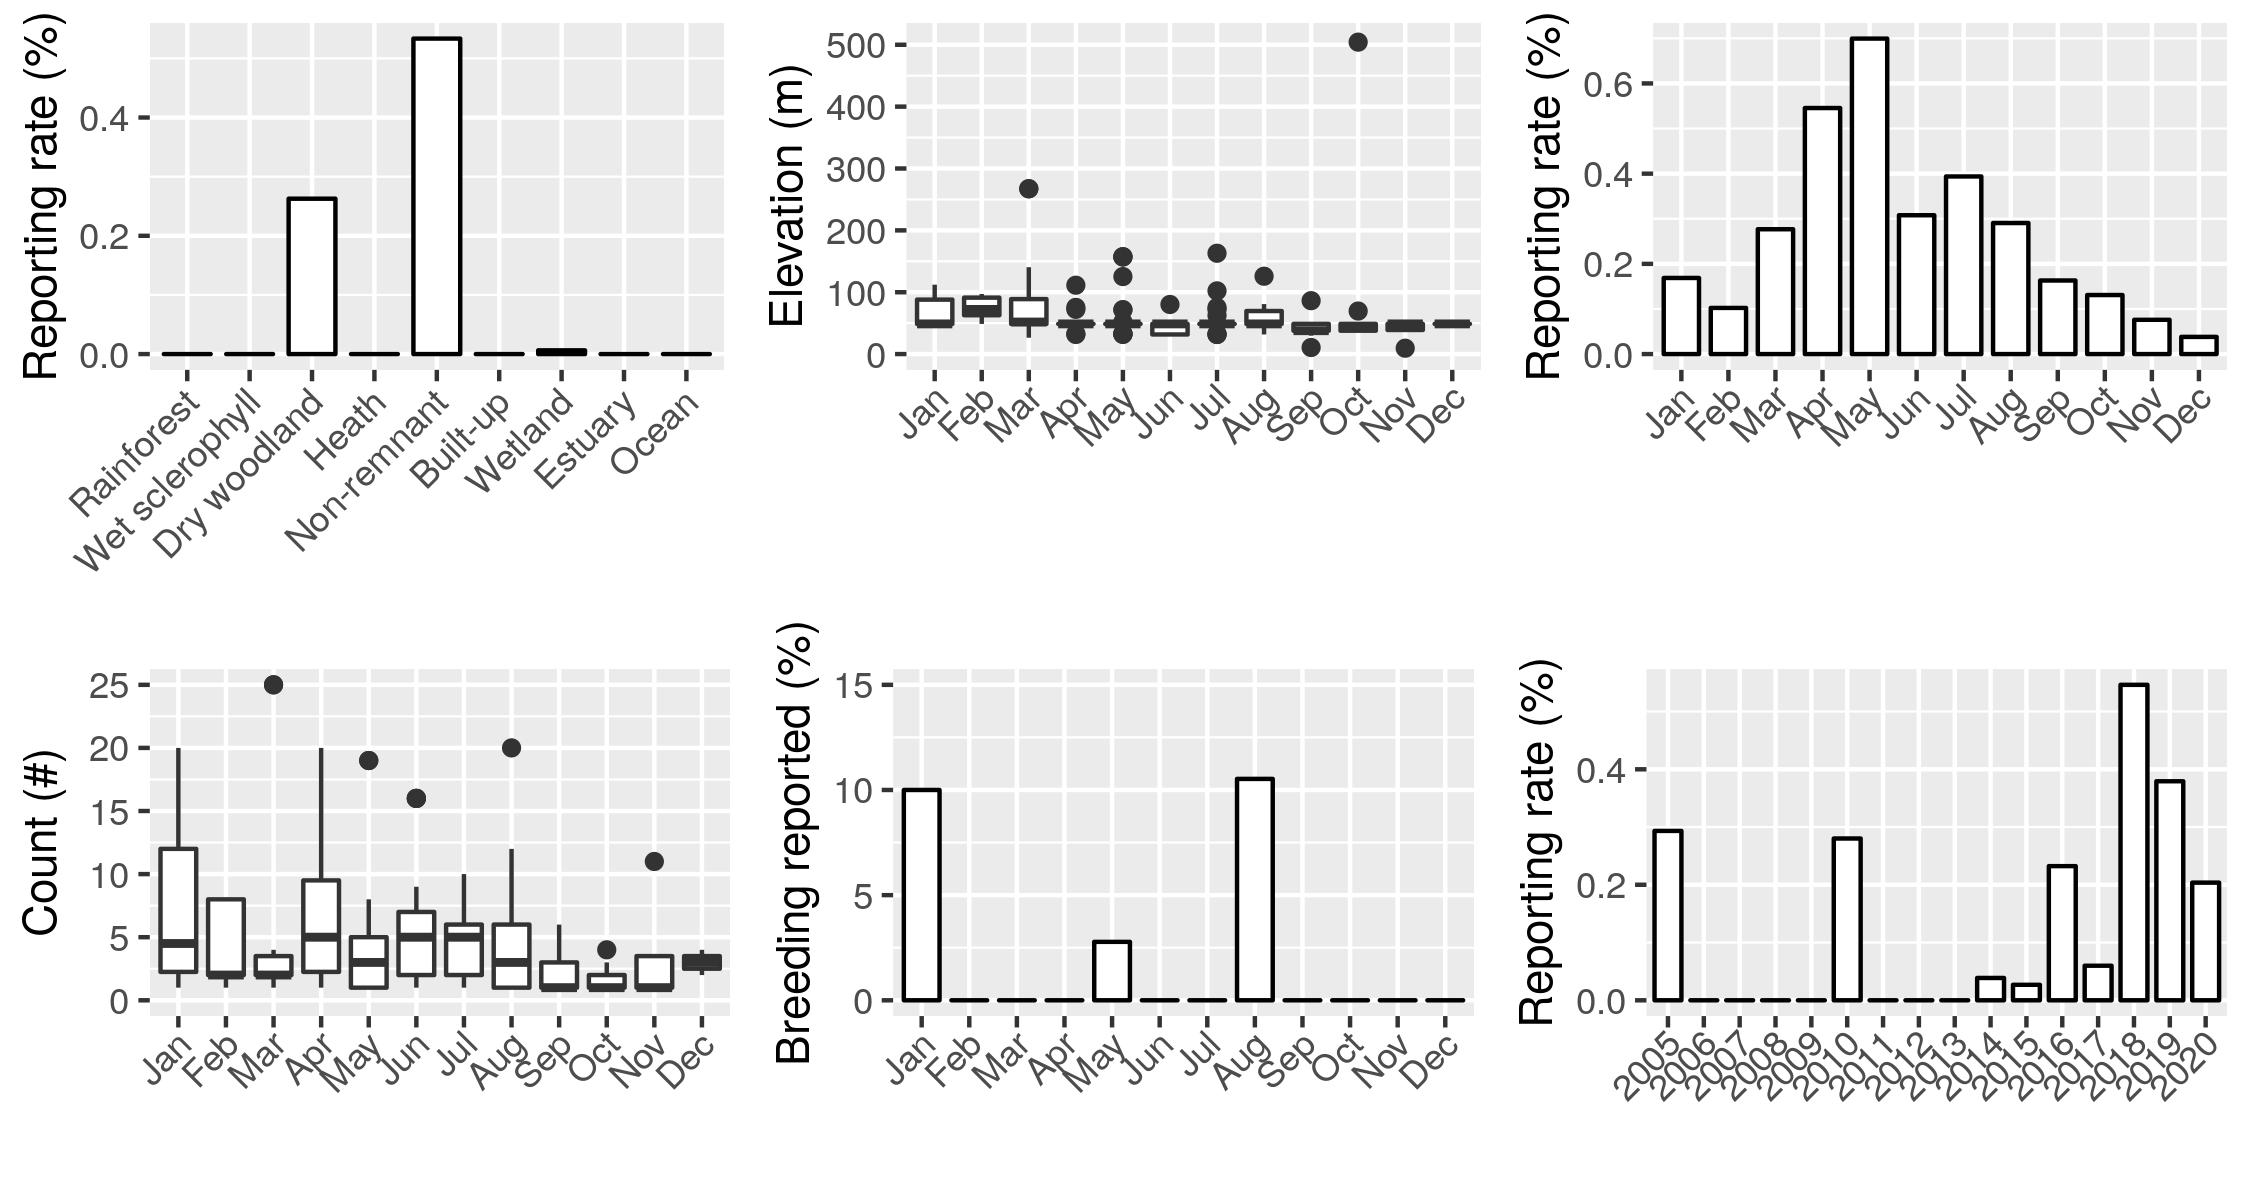 Reporting rate (%)
0.4
0.2
0.0
Rainforest
Wet sclerophyll
Dry woodland
Heath
Non-remnant
Built-up
Wetland
Estuary
Ocean
Elevation (m)
500
400
300
200
100
0
Jan
Feb
Mar
Apr
May
Jun
Jul
Aug
Sep
Oct
Nov
Dec
Reporting rate (%)
0.6
0.4
0.2
0.0
Jan
Feb
Mar
Apr
May
Jun
Jul
Aug
Sep
Oct
Nov
Dec
Count (#)
25
20
15
10
5
0
Jan
Feb
Mar
Apr
May
Jun
Jul
Aug
Sep
Oct
Nov
Dec
Breeding reported (%)
15
10
5
0
Jan
Feb
Mar
Apr
May
Jun
Jul
Aug
Sep
Oct
Nov
Dec
Reporting rate (%)
0.4
0.2
0.0
2005
2006
2007
2008
2009
2010
2011
2012
2013
2014
2015
2016
2017
2018
2019
2020